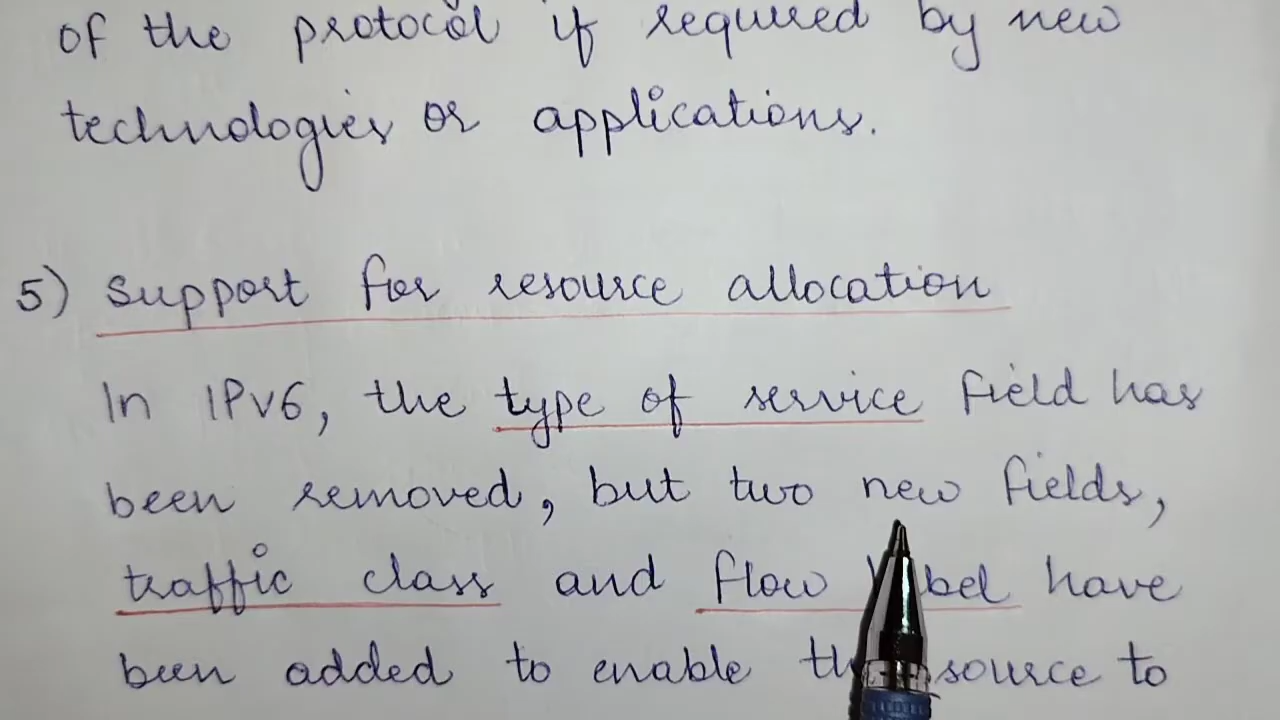 of the protocol if required by new
technologies or applications.
5) Support for resource allocation
In IPv6, the type of service field has
been removed, but two new fields,
traffic class and flow label have
been added to enable the source to